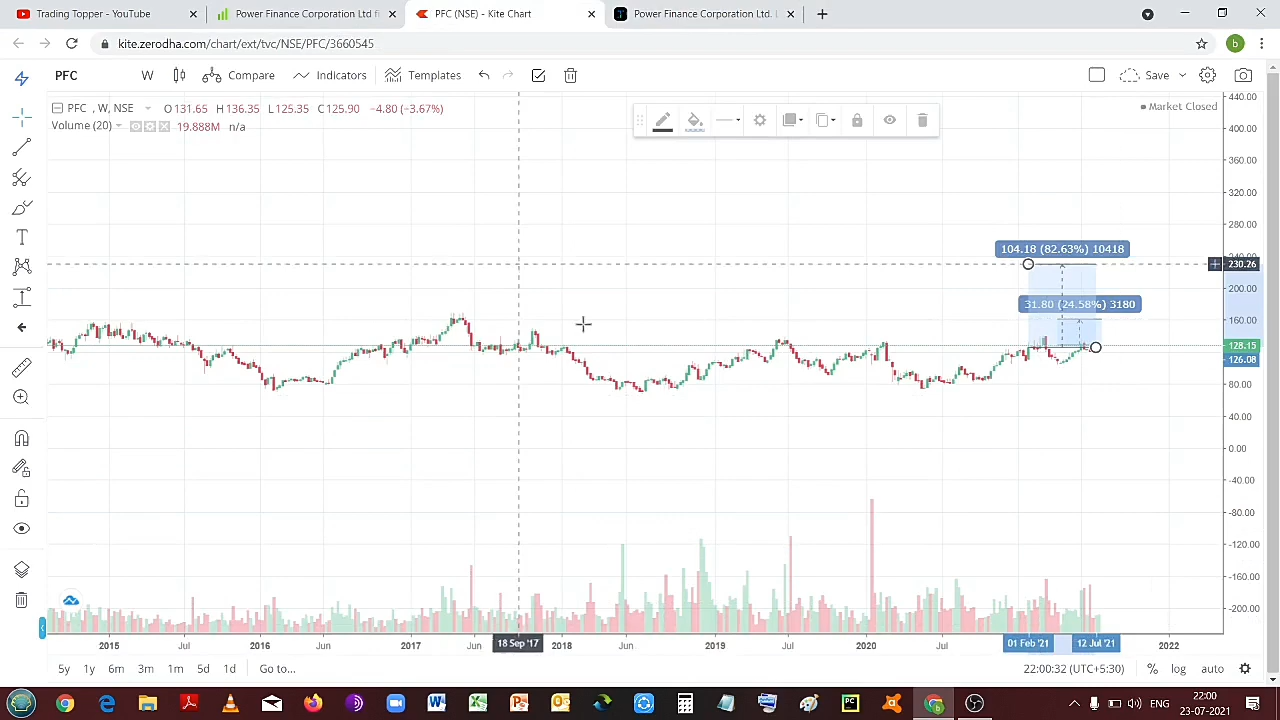 Trading Topper - YouTube
Power Finance Corporation Ltd f
PFC (NSE) - Kite Chart
Power Finance Corporation Ltd. L
kite.zerodha.com/chart/ext/tvc/NSE/PFC/3660545
b
PFC W Compare Indicators Templates Save
PFC , W, NSE O131.65 H136.35 L125.35 C125.90 −4.80 (−3.67%)
Market Closed
Volume (20) 19.888M n/a
440.00
400.00
360.00
320.00
280.00
104.18 (82.63%) 10418
240.00
230.26
200.00
31.80 (24.58%) 3180
160.00
128.15
126.08
80.00
40.00
0.00
-40.00
-80.00
-120.00
-160.00
-200.00
2015 Jul 2016 Jun 2017 Jun 18 Sep '17 2018 Jun 2019 Jul 2020 Jul 01 Feb '21 12 Jul '21 2022
5y 1y 6m 3m 1m 5d 1d Go to... 22:00:32 (UTC+5:30) % log auto
ENG
22:00
23-07-2021